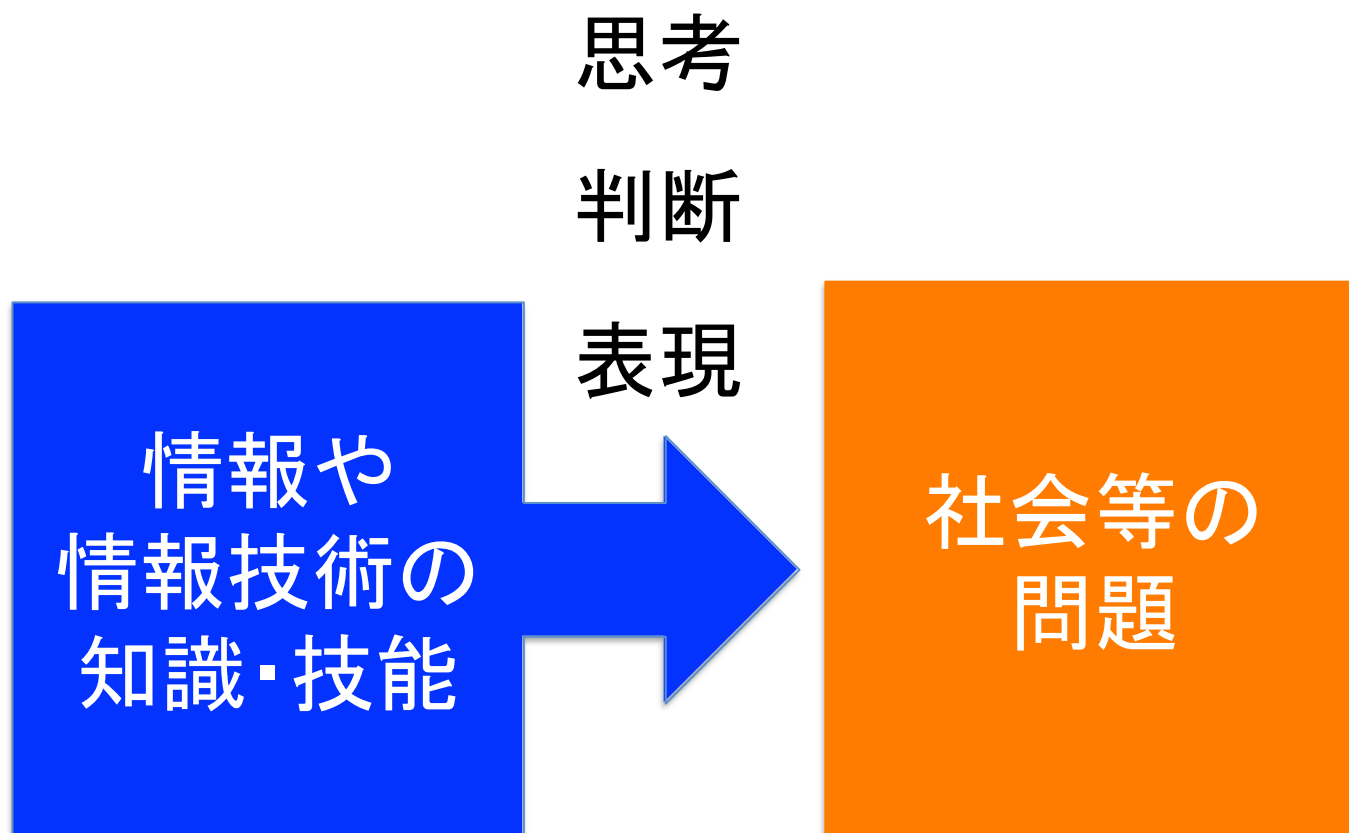 思考
判断
表現
情報や
情報技術の
知識・技能
社会等の
問題